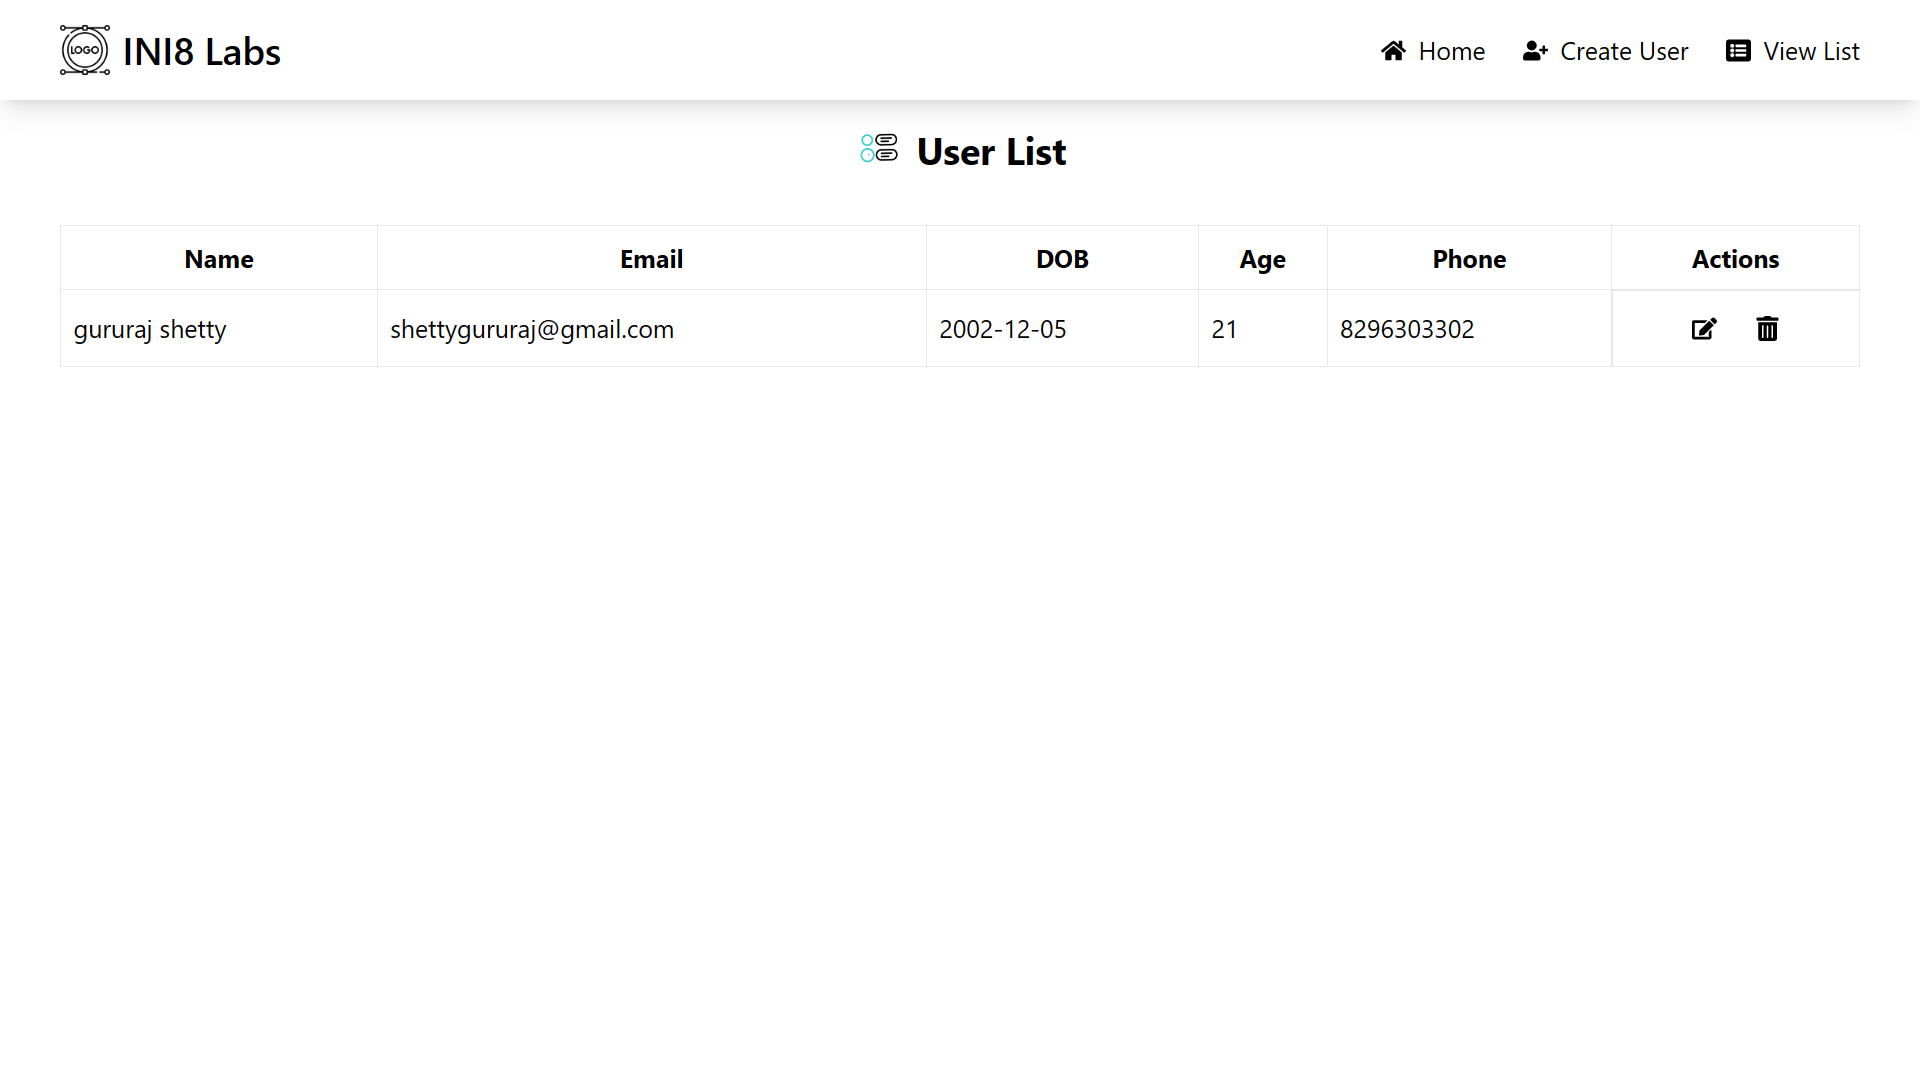 LOGO INI8 Labs Home Create User View List
User List
Name Email DOB Age Phone Actions
gururaj shetty shettygururaj@gmail.com 2002-12-05 21 8296303302